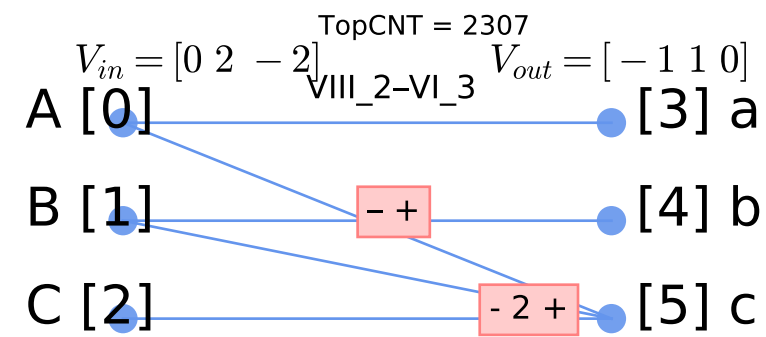 TopCNT = 2307
V_in = [0 2 − 2] V_out = [− 1 1 0]
VIII_2–VI_3
A [0] [3] a
– +
B [1] [4] b
- 2 +
C [2] [5] c